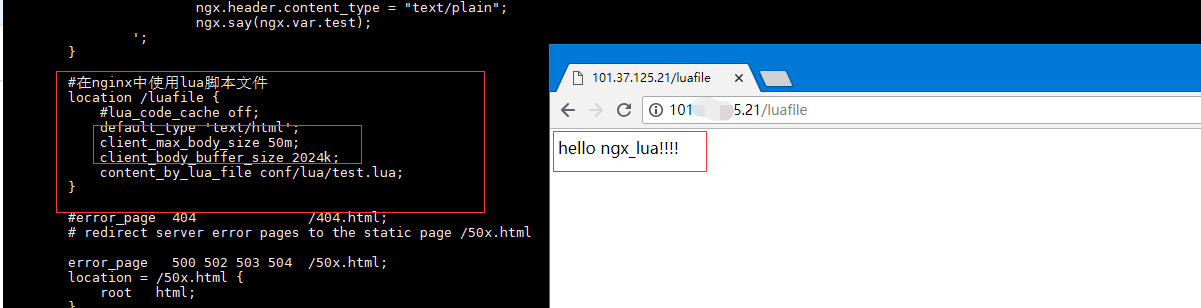 ngx.header.content_type = "text/plain";
ngx.say(ngx.var.test);
';
}
#在nginx中使用lua脚本文件
location /luafile {
#lua_code_cache off;
default_type 'text/html';
client_max_body_size 50m;
client_body_buffer_size 2024k;
content_by_lua_file conf/lua/test.lua;
}
#error_page 404 /404.html;
# redirect server error pages to the static page /50x.html
error_page 500 502 503 504 /50x.html;
location = /50x.html {
root html;
}
101.37.125.21/luafile
101 5.21/luafile
hello ngx_lua!!!!